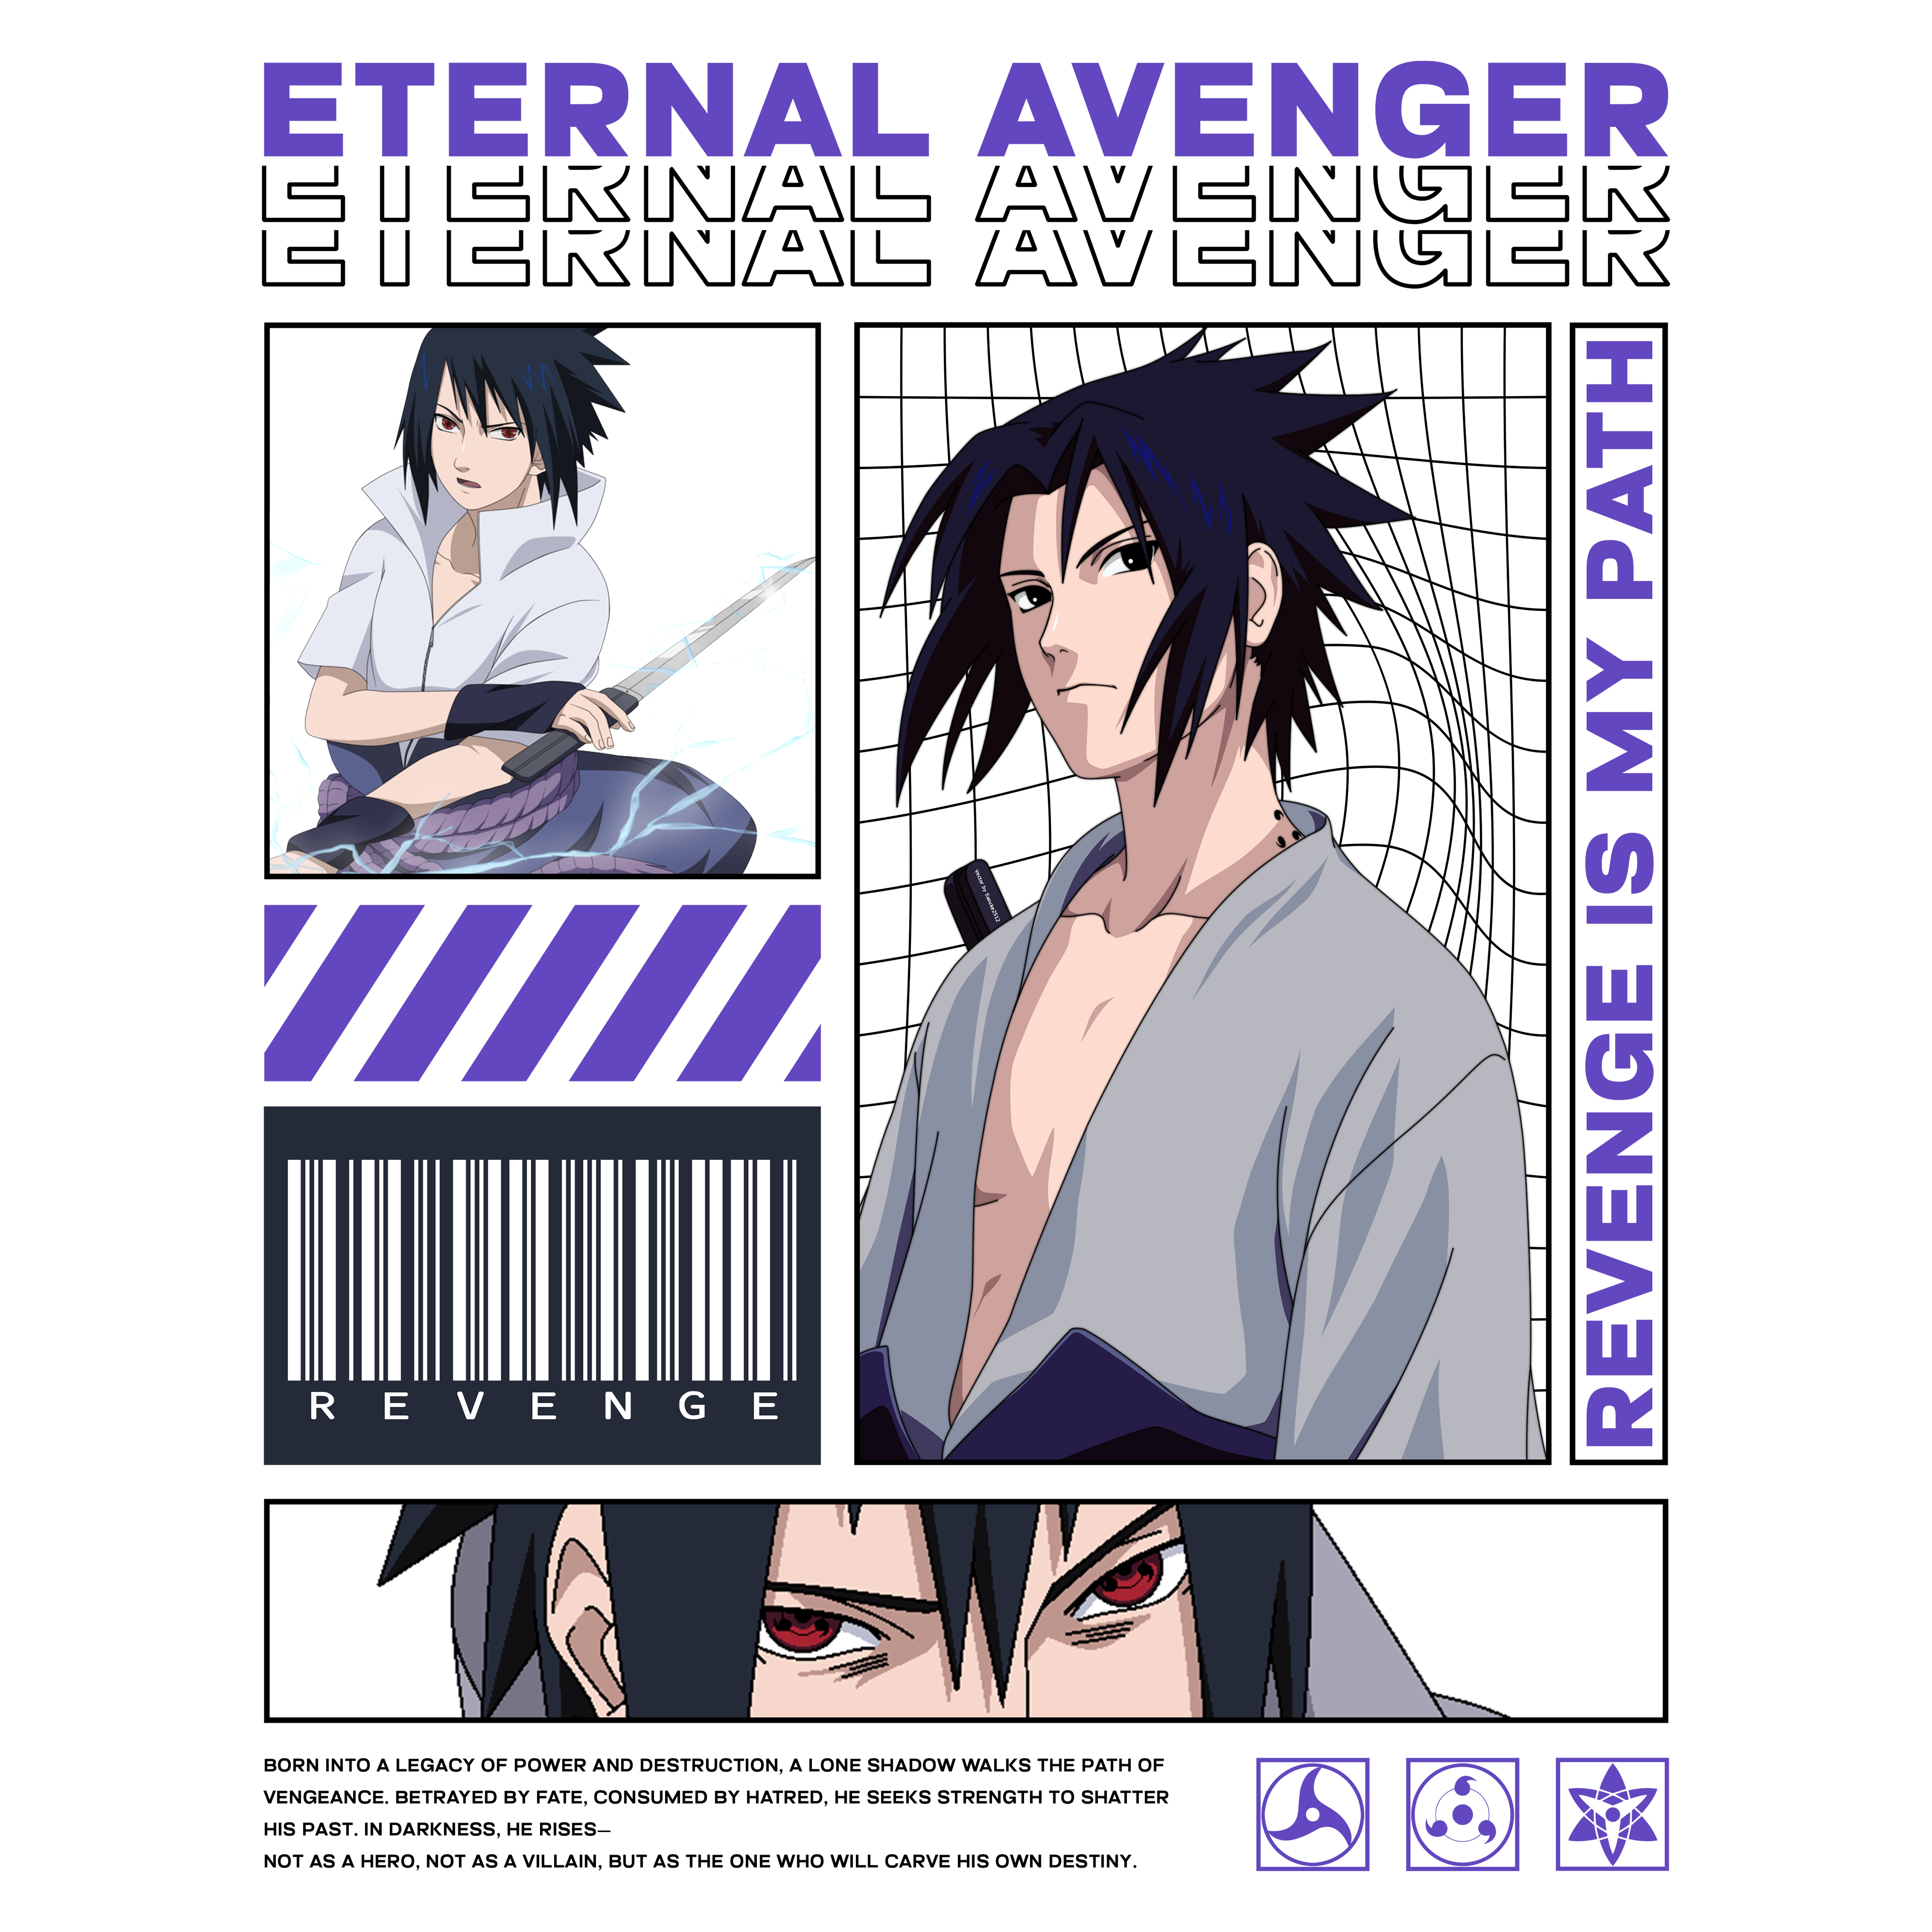 ETERNAL AVENGER
ETERNAL AVENGER
ETERNAL AVENGER
REVENGE IS MY PATH
Vector by Sasuke2512
REVENGE
BORN INTO A LEGACY OF POWER AND DESTRUCTION, A LONE SHADOW WALKS THE PATH OF
VENGEANCE. BETRAYED BY FATE, CONSUMED BY HATRED, HE SEEKS STRENGTH TO SHATTER
HIS PAST. IN DARKNESS, HE RISES—
NOT AS A HERO, NOT AS A VILLAIN, BUT AS THE ONE WHO WILL CARVE HIS OWN DESTINY.